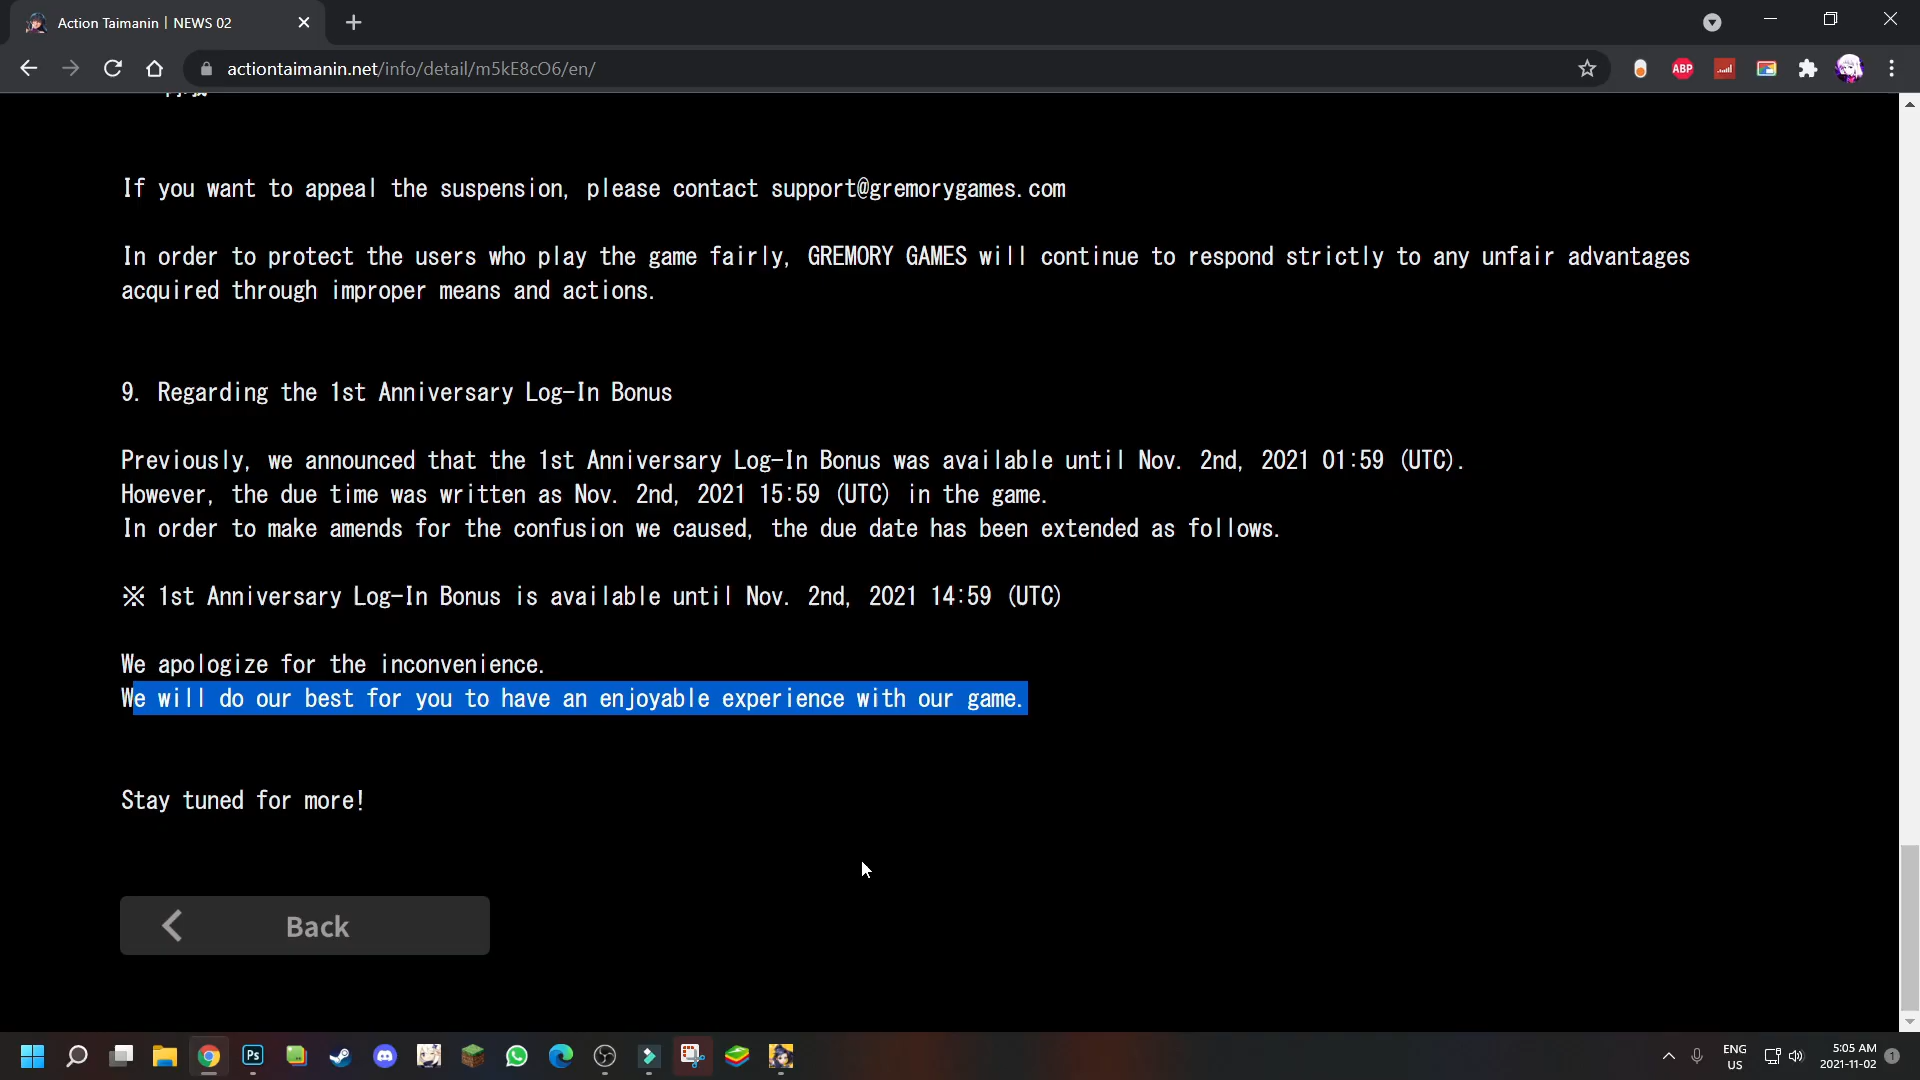 Action Taimanin | NEWS 02
actiontaimanin.net/info/detail/m5kE8cO6/en/
ABP
If you want to appeal the suspension, please contact support@gremorygames.com
In order to protect the users who play the game fairly, GREMORY GAMES will continue to respond strictly to any unfair advantages
acquired through improper means and actions.
9. Regarding the 1st Anniversary Log-In Bonus
Previously, we announced that the 1st Anniversary Log-In Bonus was available until Nov. 2nd, 2021 01:59 (UTC).
However, the due time was written as Nov. 2nd, 2021 15:59 (UTC) in the game.
In order to make amends for the confusion we caused, the due date has been extended as follows.
※ 1st Anniversary Log-In Bonus is available until Nov. 2nd, 2021 14:59 (UTC)
We apologize for the inconvenience.
We will do our best for you to have an enjoyable experience with our game.
Stay tuned for more!
Back
Ps
ENG
US
5:05 AM
2021-11-02
1